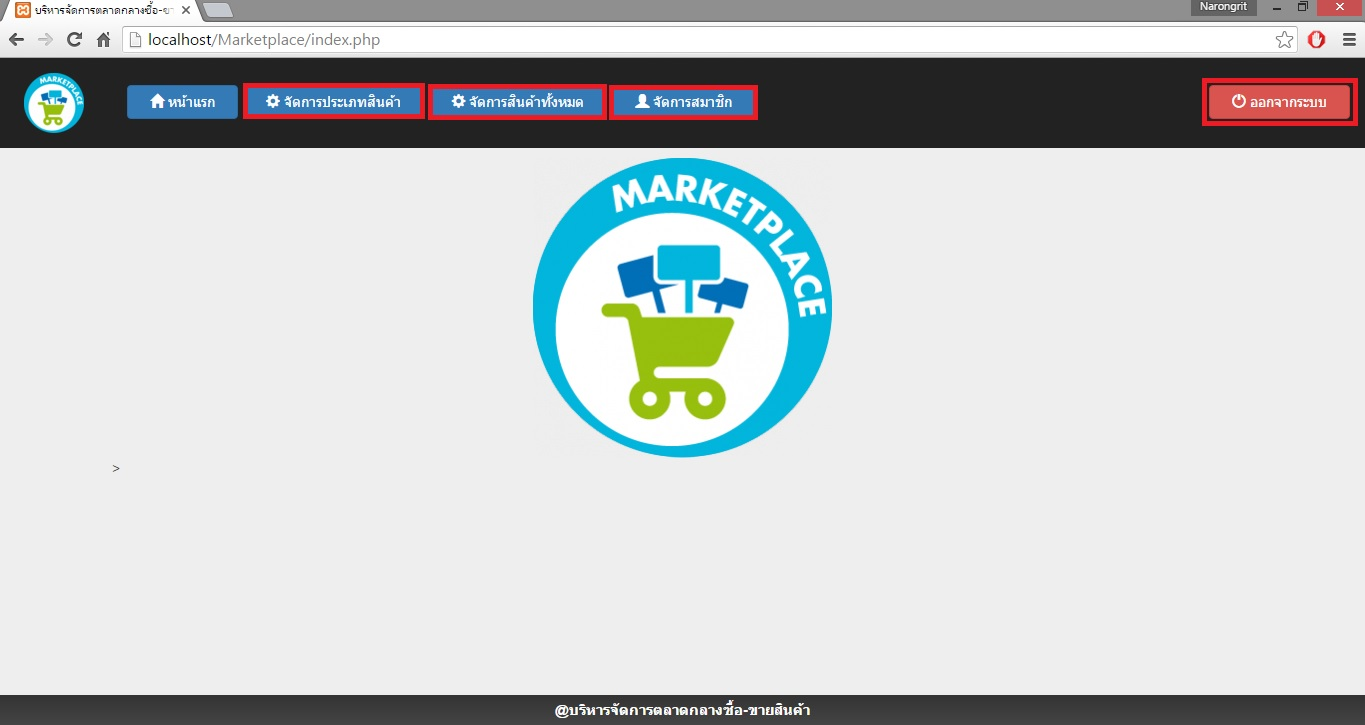 บริหารจัดการตลาดกลางซื้อ-ขา
Narongrit
localhost/Marketplace/index.php
MARKETPLACE
หน้าแรก
จัดการประเภทสินค้า
จัดการสินค้าทั้งหมด
จัดการสมาชิก
ออกจากระบบ
MARKETPLACE
>
@บริหารจัดการตลาดกลางซื้อ-ขายสินค้า